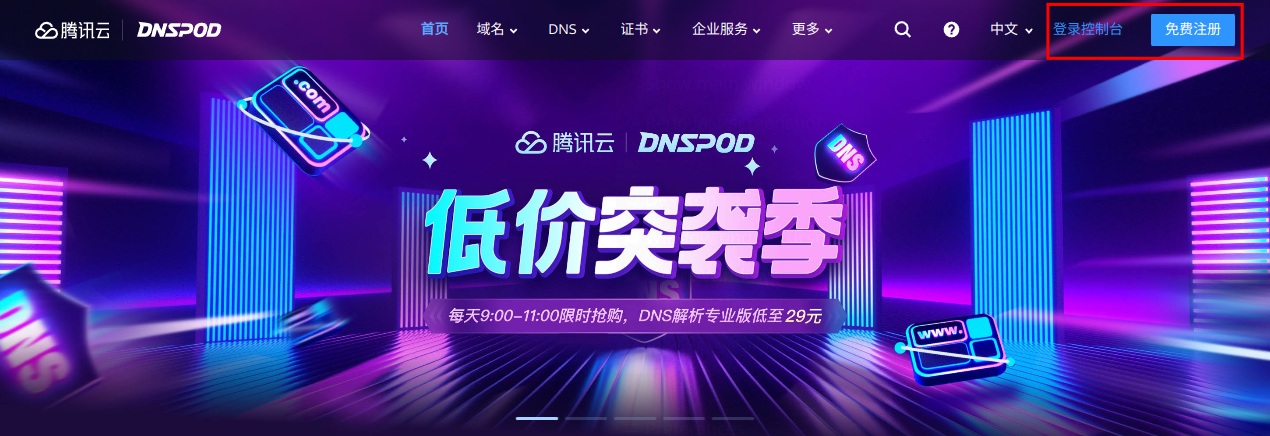 腾讯云 DNSPOD 首页 域名 DNS 证书 企业服务 更多 中文 登录控制台 免费注册
.com
腾讯云 DNSPOD
DNS
低价突袭季
NS
每天9:00-11:00限时抢购，DNS解析专业版低至29元
DNS
www.